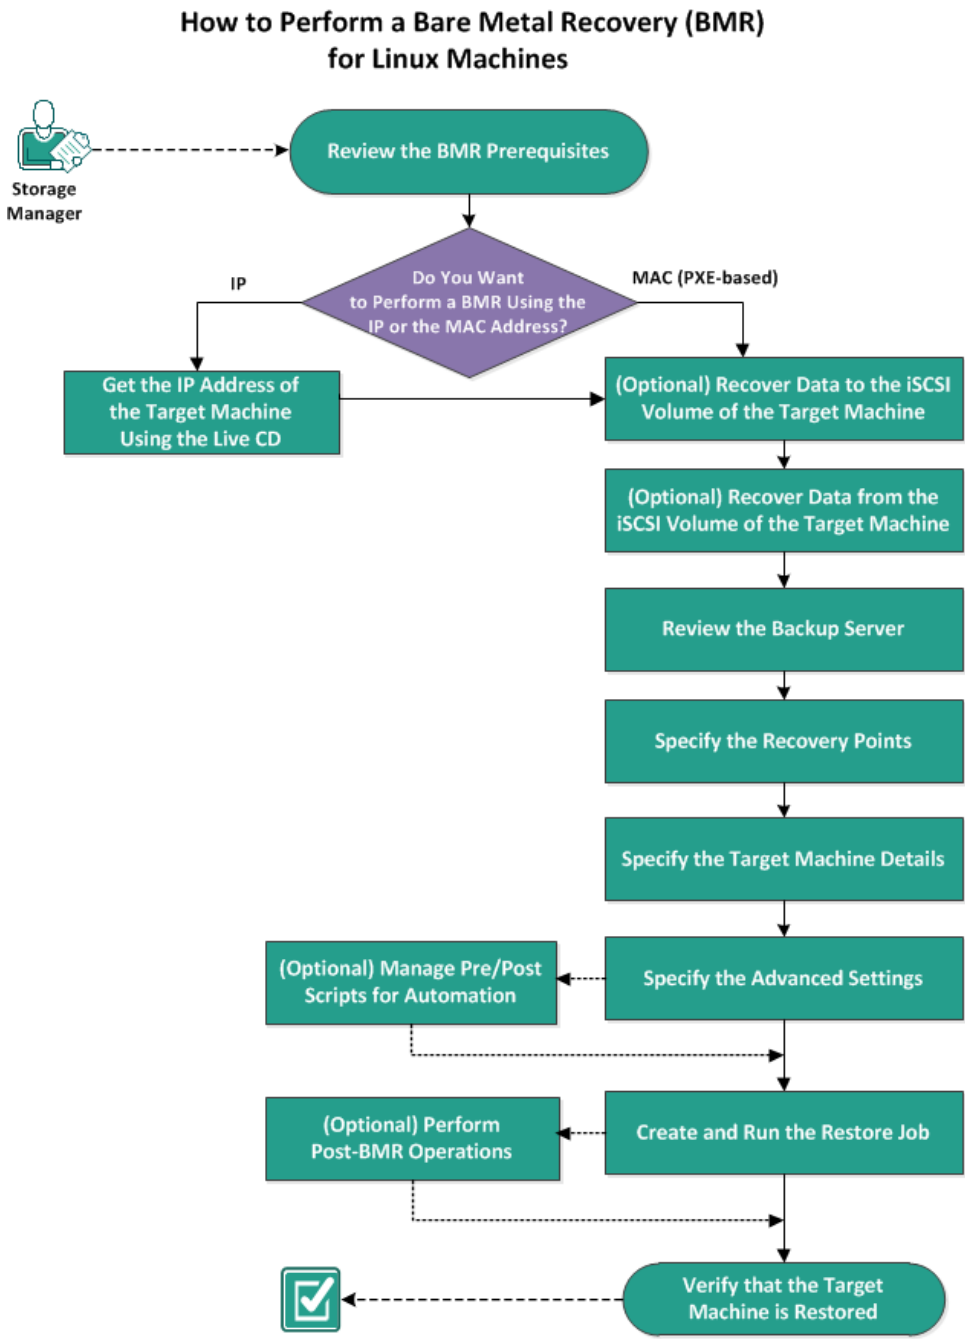 How to Perform a Bare Metal Recovery (BMR)
for Linux Machines
Storage
Manager
Review the BMR Prerequisites
Do You Want
to Perform a BMR Using the
IP or the MAC Address?
IP
MAC (PXE-based)
Get the IP Address of
the Target Machine
Using the Live CD
(Optional) Recover Data to the iSCSI
Volume of the Target Machine
(Optional) Recover Data from the
iSCSI Volume of the Target Machine
Review the Backup Server
Specify the Recovery Points
Specify the Target Machine Details
Specify the Advanced Settings
(Optional) Manage Pre/Post
Scripts for Automation
Create and Run the Restore Job
(Optional) Perform
Post-BMR Operations
Verify that the Target
Machine is Restored